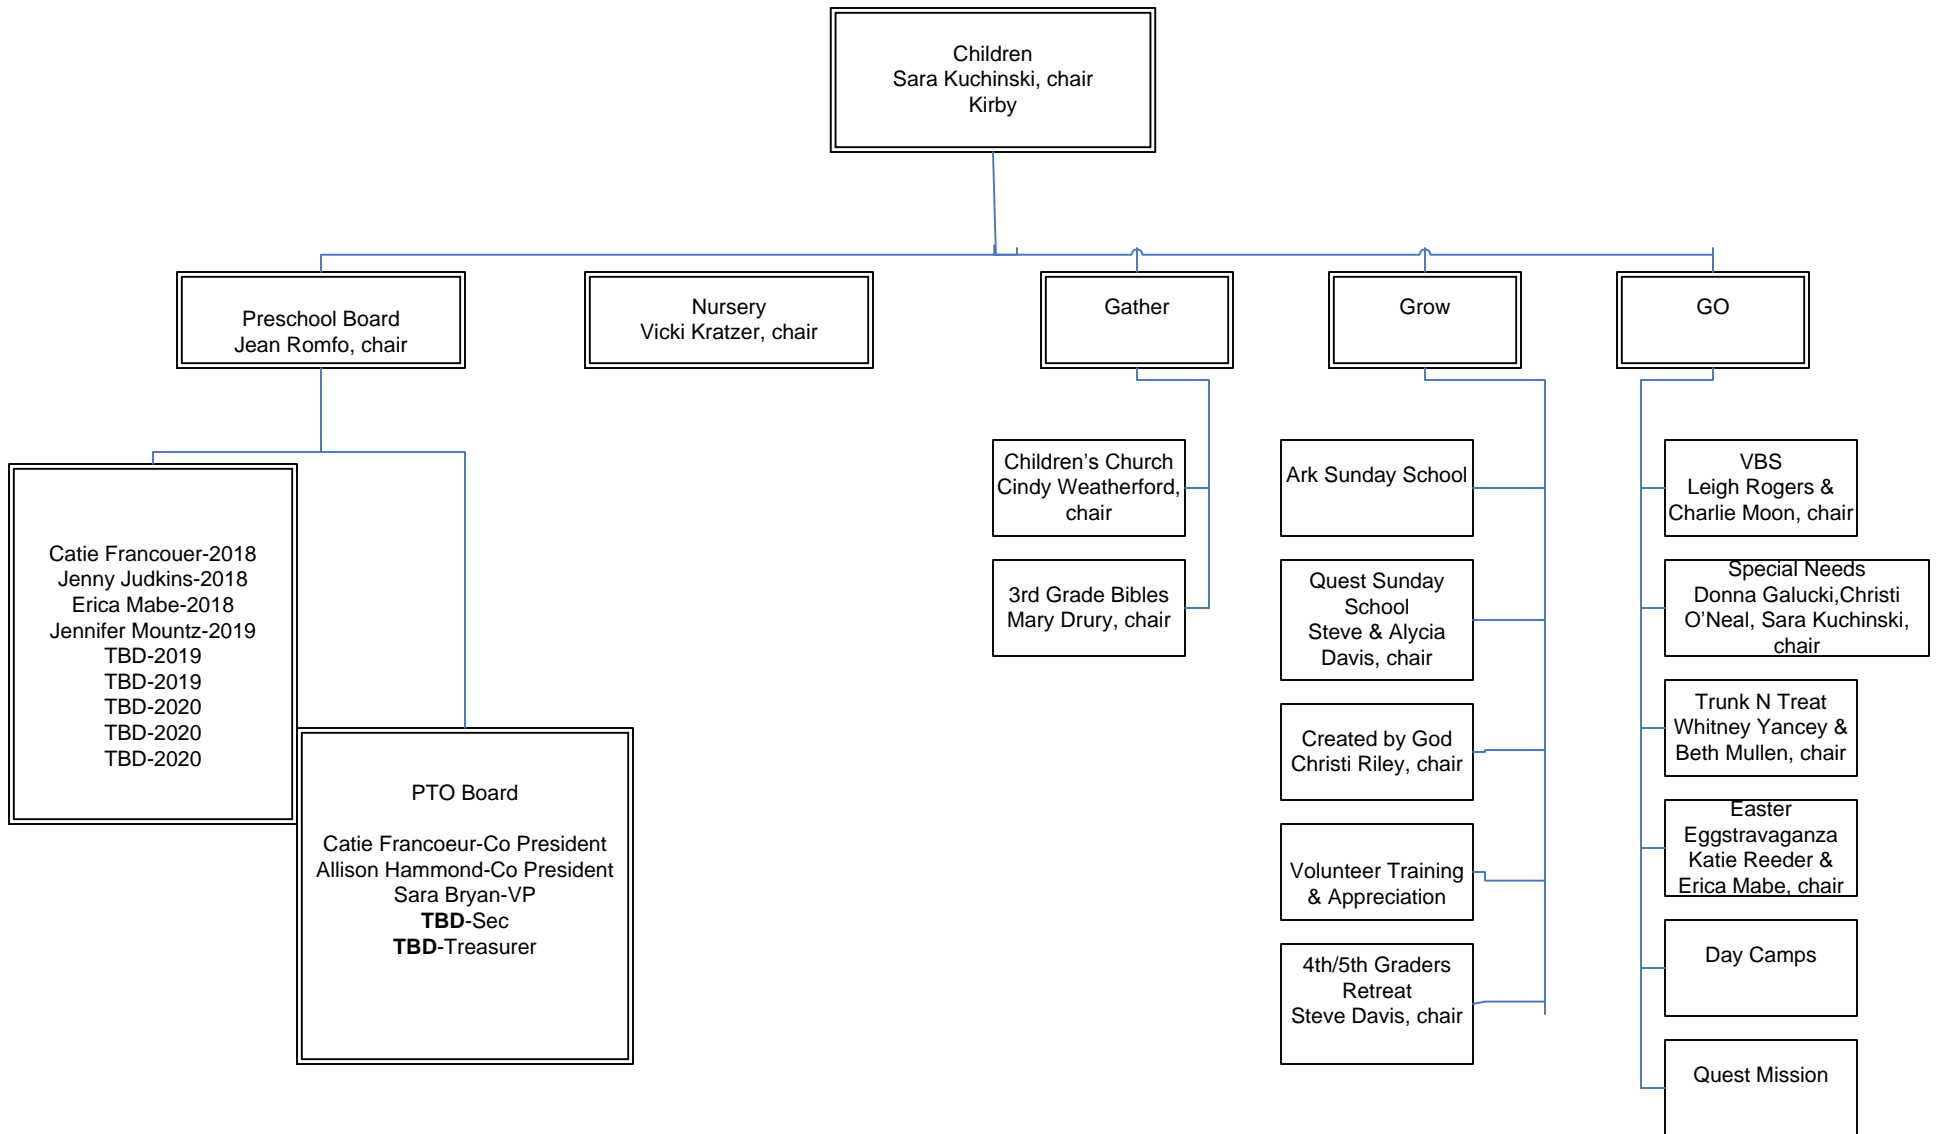 Children
Sara Kuchinski, chair
Kirby
Preschool Board
Jean Romfo, chair
Nursery
Vicki Kratzer, chair
Gather
Grow
GO
Catie Francouer-2018
Jenny Judkins-2018
Erica Mabe-2018
Jennifer Mountz-2019
TBD-2019
TBD-2019
TBD-2020
TBD-2020
TBD-2020
PTO Board
Catie Francoeur-Co President
Allison Hammond-Co President
Sara Bryan-VP
TBD-Sec
TBD-Treasurer
Children’s Church
Cindy Weatherford,
chair
3rd Grade Bibles
Mary Drury, chair
Ark Sunday School
Quest Sunday
School
Steve & Alycia
Davis, chair
Created by God
Christi Riley, chair
Volunteer Training
& Appreciation
4th/5th Graders
Retreat
Steve Davis, chair
VBS
Leigh Rogers &
Charlie Moon, chair
Special Needs
Donna Galucki,Christi
O’Neal, Sara Kuchinski,
chair
Trunk N Treat
Whitney Yancey &
Beth Mullen, chair
Easter
Eggstravaganza
Katie Reeder &
Erica Mabe, chair
Day Camps
Quest Mission